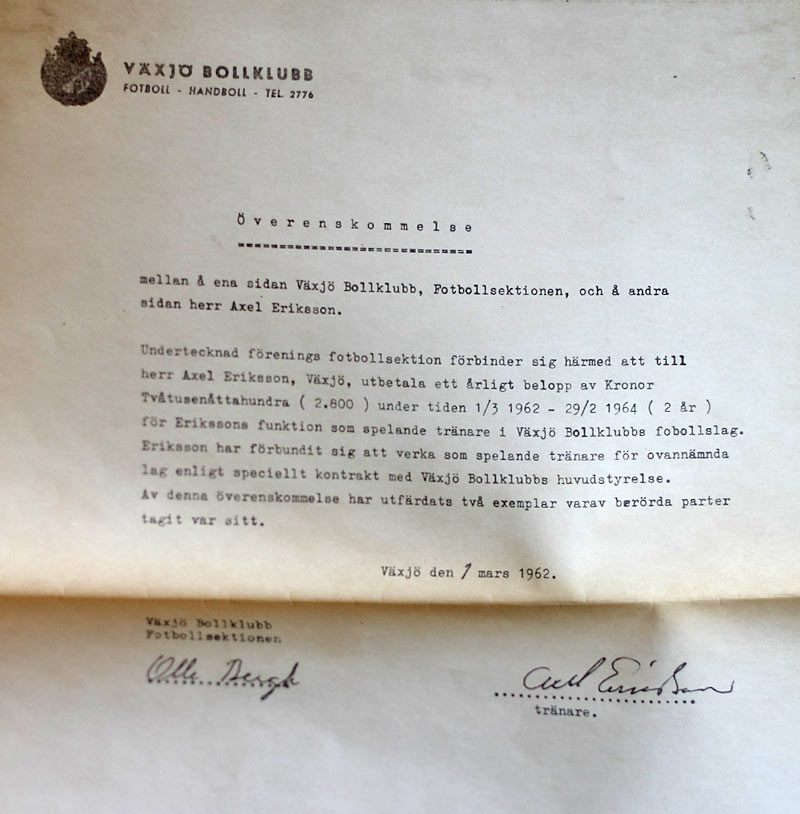 VÄXJÖ BOLLKLUBB
FOTBOLL - HANDBOLL - TEL. 2776
Överenskommelse
mellan å ena sidan Växjö Bollklubb, Fotbollsektionen, och å andra
sidan herr Axel Eriksson.
Undertecknad förenings fotbollsektion förbinder sig härmed att till
herr Axel Eriksson, Växjö, utbetala ett årligt belopp av Kronor
Tvåtusenåttahundra ( 2.800 ) under tiden 1/3 1962 - 29/2 1964 ( 2 år )
för Erikssons funktion som spelande tränare i Växjö Bollklubbs fobollslag.
Eriksson har förbundit sig att verka som spelande tränare för ovannämnda
lag enligt speciellt kontrakt med Växjö Bollklubbs huvudstyrelse.
Av denna överenskommelse har utfärdats två exemplar varav berörda parter
tagit var sitt.
Växjö den 1 mars 1962.
Växjö Bollklubb
Fotbollsektionen
Olle Bergh
Axel Eriksson
tränare.